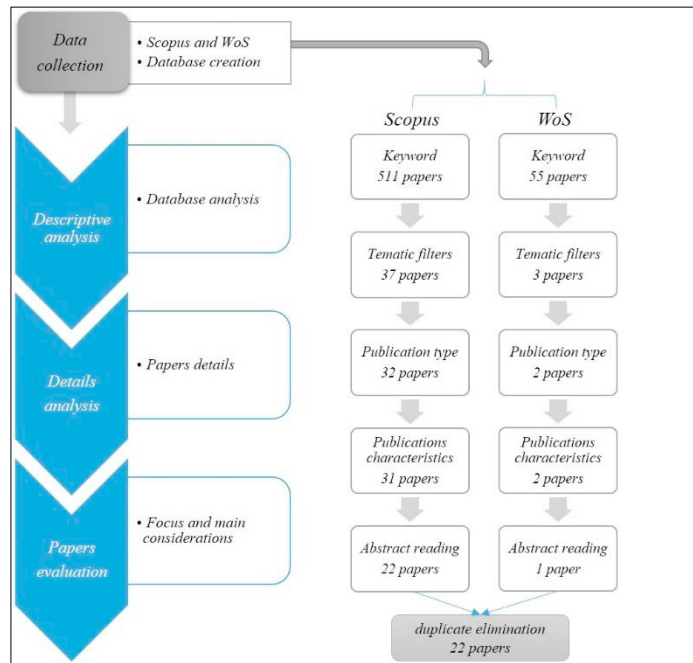 Data
collection
• Scopus and WoS
• Database creation
Descriptive
analysis
• Database analysis
Details
analysis
• Papers details
Papers
evaluation
• Focus and main
considerations
Scopus
WoS
Keyword
511 papers
Keyword
55 papers
Tematic filters
37 papers
Tematic filters
3 papers
Publication type
32 papers
Publication type
2 papers
Publications
characteristics
31 papers
Publications
characteristics
2 papers
Abstract reading
22 papers
Abstract reading
1 paper
duplicate elimination
22 papers